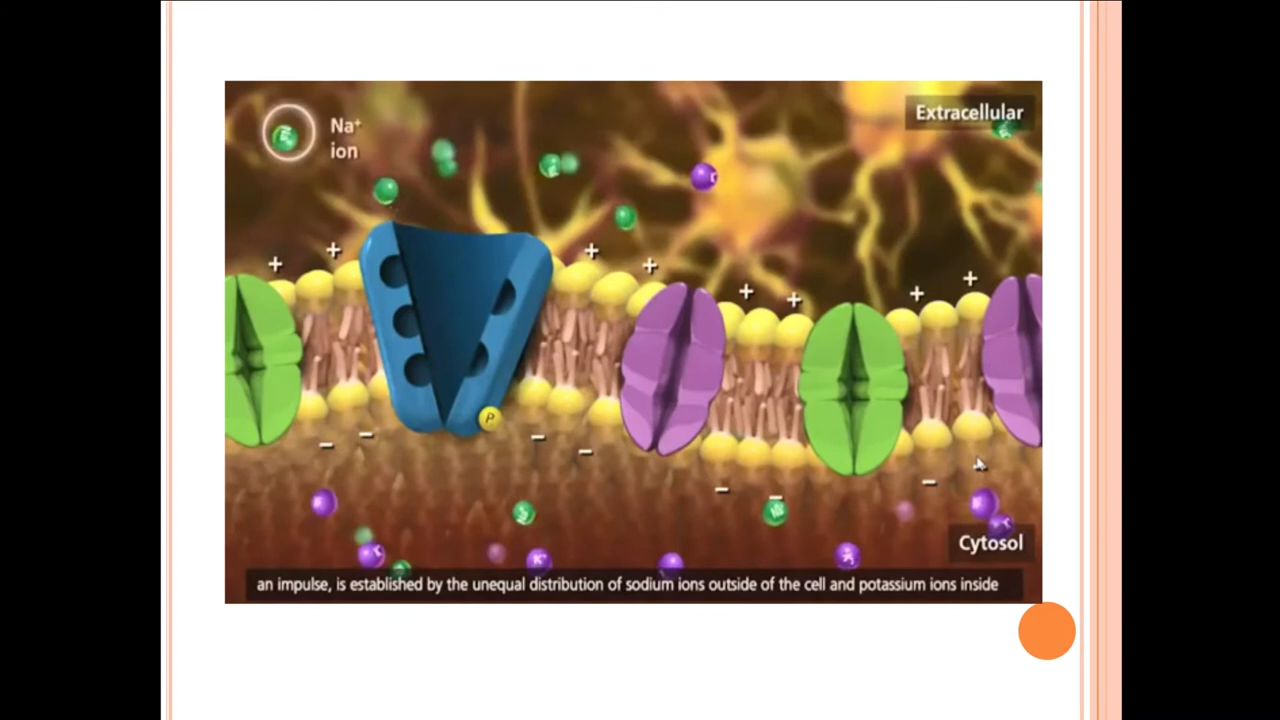 Extracellular
Na⁺
ion
+ + + + + + + +
P
− − − − − − −
K⁺
Cytosol
an impulse, is established by the unequal distribution of sodium ions outside of the cell and potassium ions inside